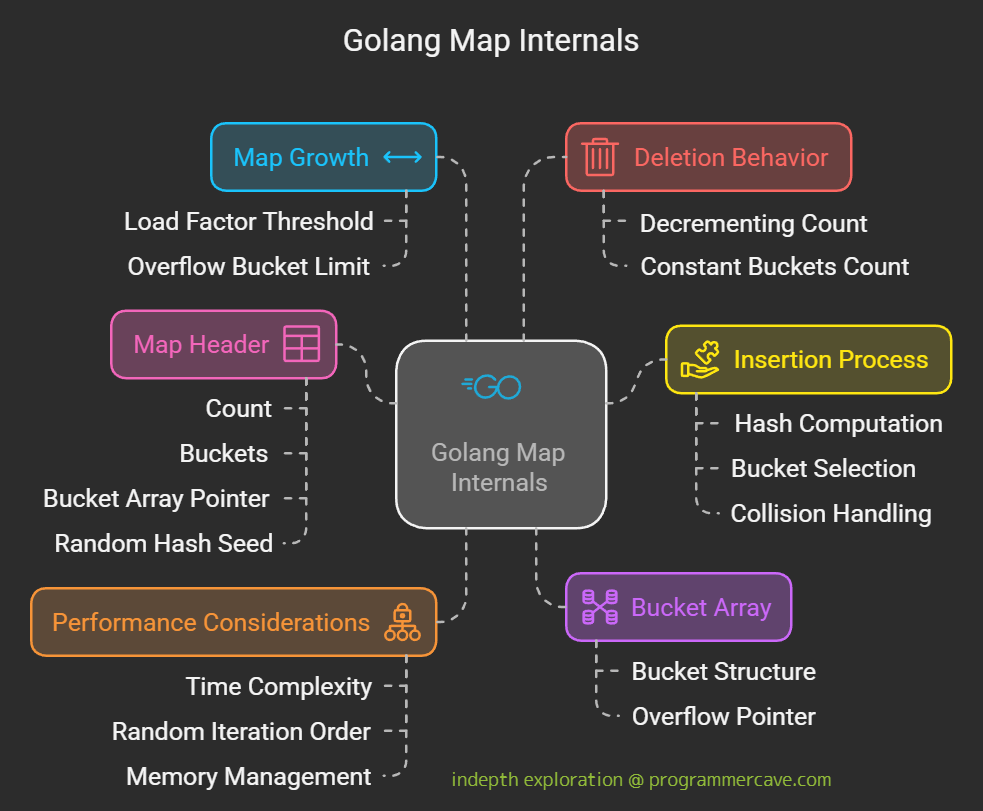 Golang Map Internals
Map Growth
Load Factor Threshold
Overflow Bucket Limit
Deletion Behavior
Decrementing Count
Constant Buckets Count
Map Header
Count
Buckets
Bucket Array Pointer
Random Hash Seed
GO
Golang Map
Internals
Insertion Process
Hash Computation
Bucket Selection
Collision Handling
Performance Considerations
Time Complexity
Random Iteration Order
Memory Management
Bucket Array
Bucket Structure
Overflow Pointer
indepth exploration @ programmercave.com